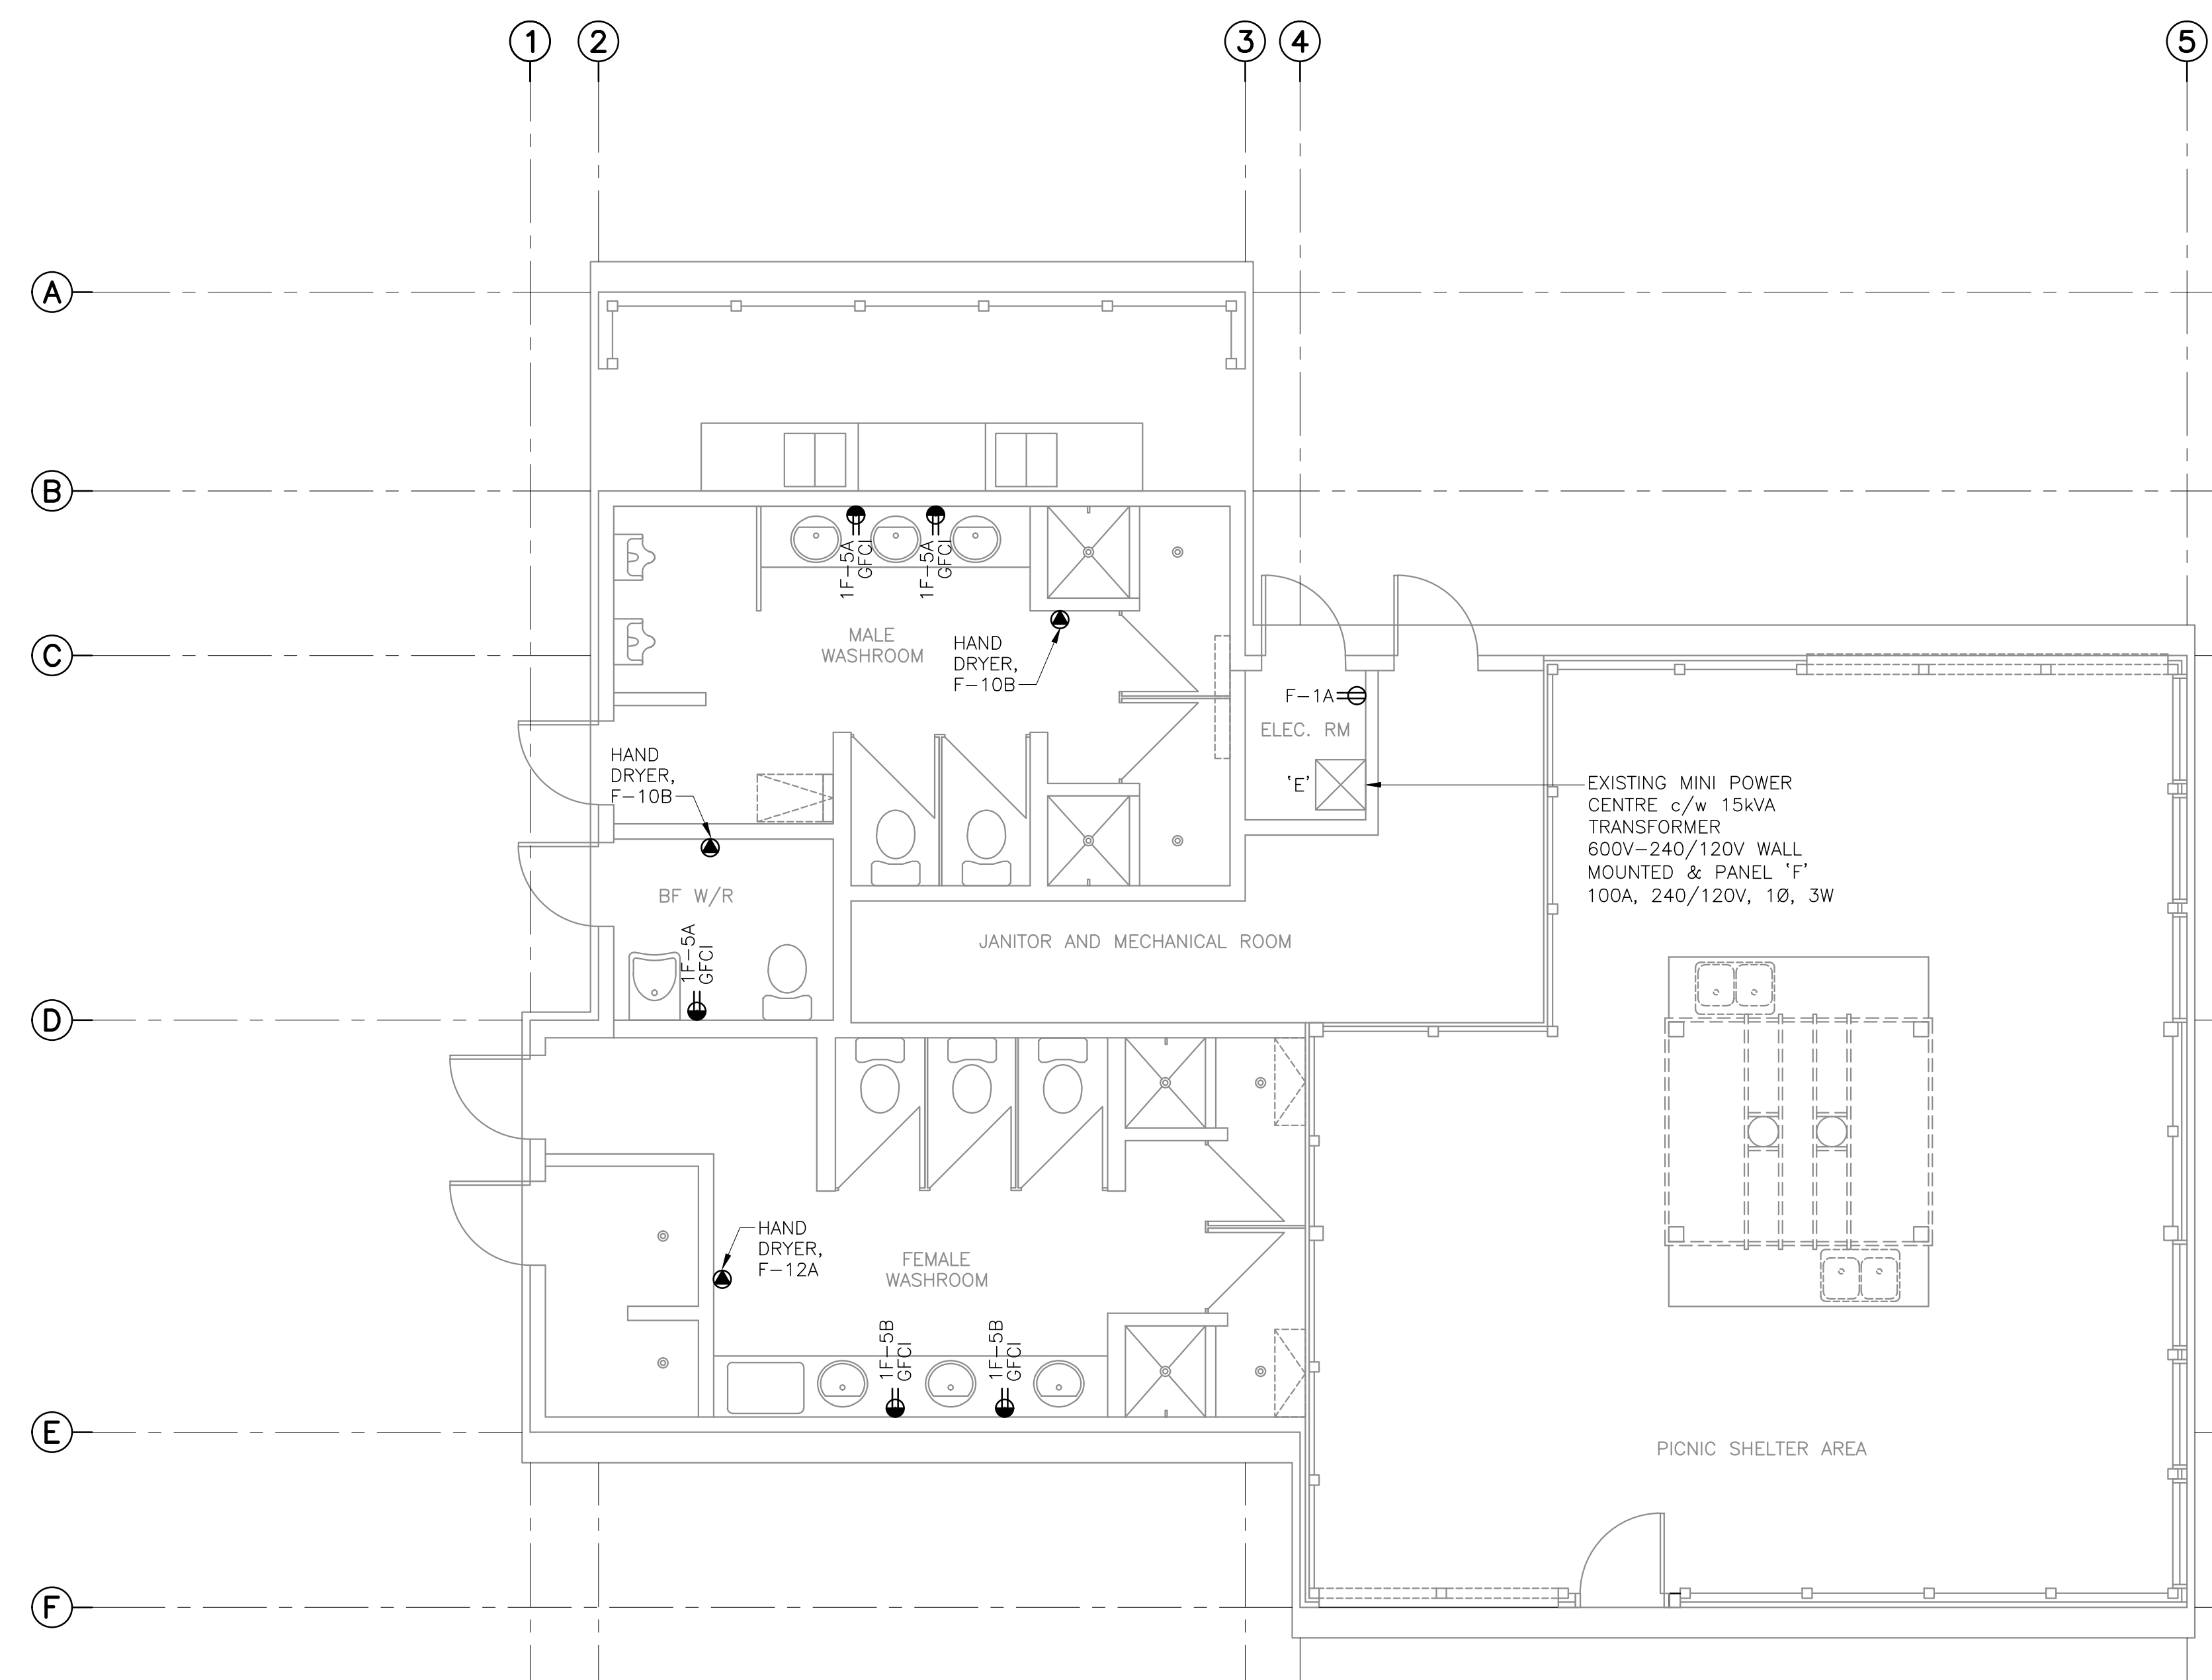 1 2 3 4 5
A
B
1F-5A
GFCI
1F-5A
GFCI
MALE
WASHROOM
HAND
DRYER,
F-10B
C
F-1A
ELEC. RM
'E'
HAND
DRYER,
F-10B
EXISTING MINI POWER
CENTRE c/w 15kVA
TRANSFORMER
600V-240/120V WALL
MOUNTED & PANEL 'F'
100A, 240/120V, 1Ø, 3W
BF W/R
1F-5A
GFCI
JANITOR AND MECHANICAL ROOM
D
HAND
DRYER,
F-12A
FEMALE
WASHROOM
1F-5B
GFCI
1F-5B
GFCI
E
PICNIC SHELTER AREA
F